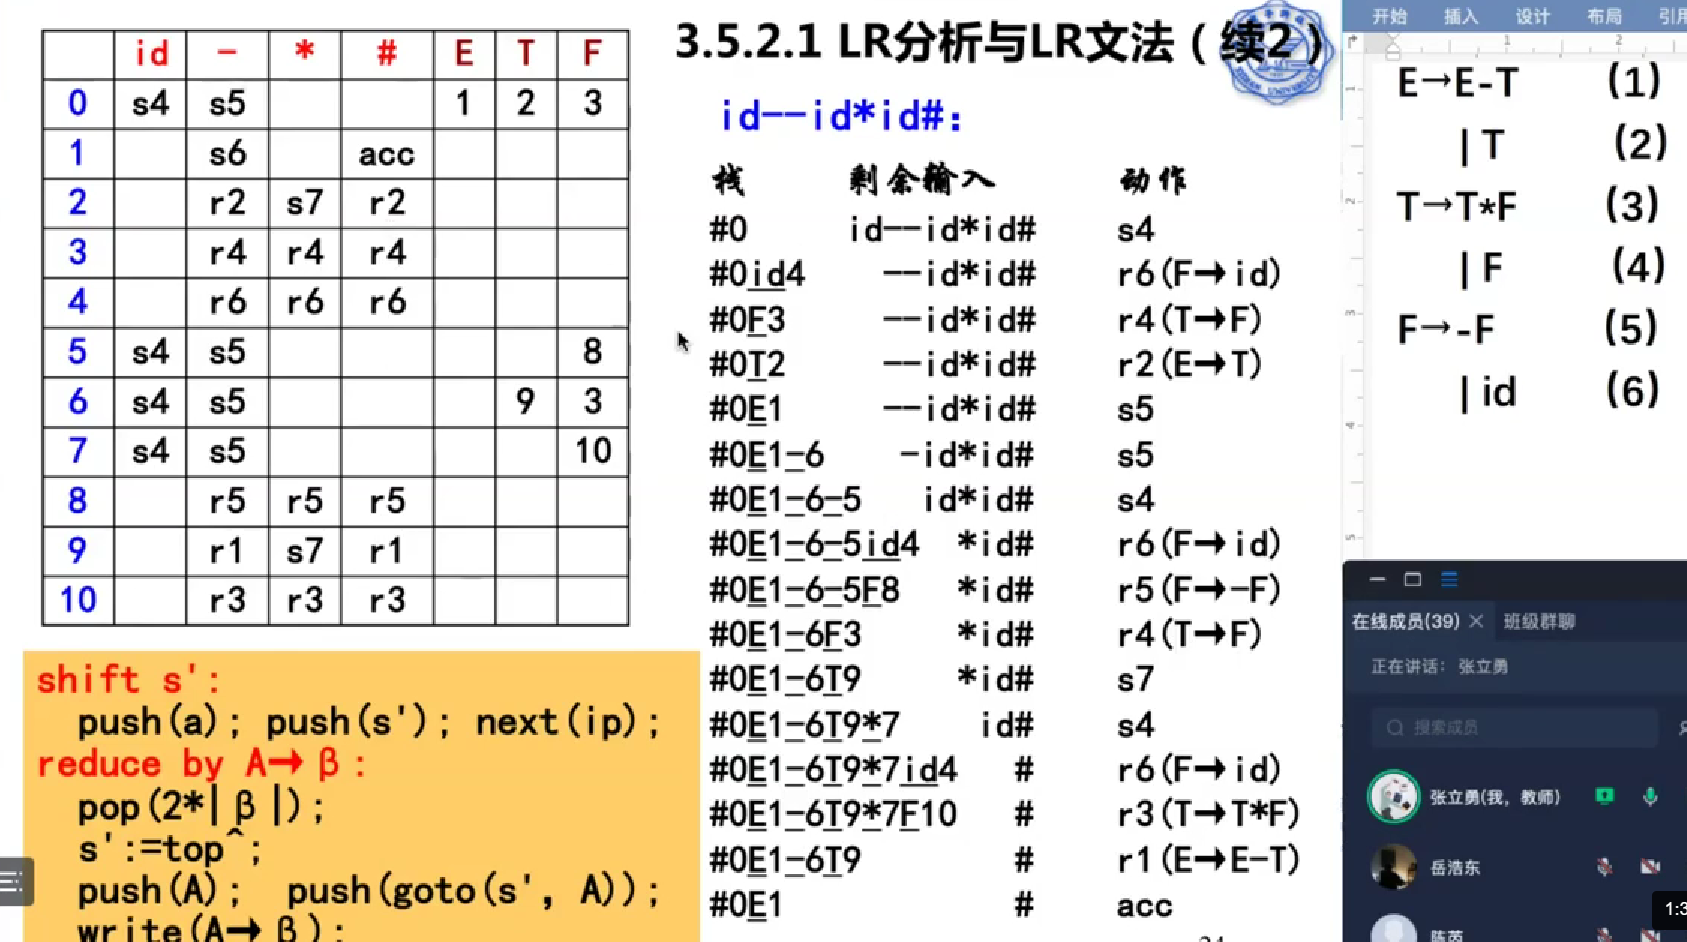 3.5.2.1 LR分析与LR文法（续2）
id - * # E T F
0 s4 s5 1 2 3
1 s6 acc
2 r2 s7 r2
3 r4 r4 r4
4 r6 r6 r6
5 s4 s5 8
6 s4 s5 9 3
7 s4 s5 10
8 r5 r5 r5
9 r1 s7 r1
10 r3 r3 r3
shift s':
push(a); push(s'); next(ip);
reduce by A→β:
pop(2*|β|);
s':=top^;
push(A); push(goto(s', A));
write(A→β);
id--id*id#:
栈 剩余输入 动作
#0 id--id*id# s4
#0id4 --id*id# r6(F→id)
#0F3 --id*id# r4(T→F)
#0T2 --id*id# r2(E→T)
#0E1 --id*id# s5
#0E1-6 -id*id# s5
#0E1-6-5 id*id# s4
#0E1-6-5id4 *id# r6(F→id)
#0E1-6-5F8 *id# r5(F→-F)
#0E1-6F3 *id# r4(T→F)
#0E1-6T9 *id# s7
#0E1-6T9*7 id# s4
#0E1-6T9*7id4 # r6(F→id)
#0E1-6T9*7F10 # r3(T→T*F)
#0E1-6T9 # r1(E→E-T)
#0E1 # acc
开始 插入 设计 布局 引用
1 2
E→E-T (1)
|T (2)
T→T*F (3)
|F (4)
F→-F (5)
|id (6)
1
2
3
4
5
在线成员(39) × 班级群聊
正在讲话: 张立勇
搜索成员
张立勇(我, 教师)
岳浩东
陈芮
1:3